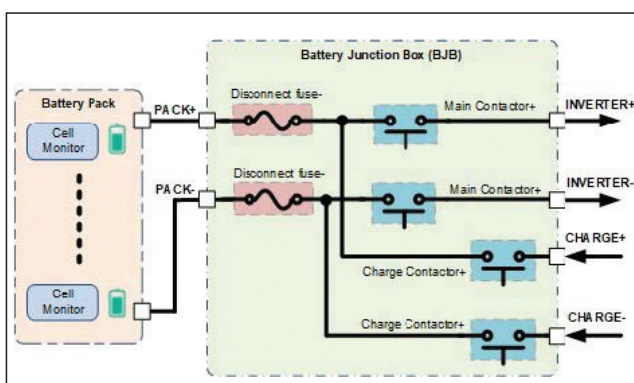 Battery Junction Box (BJB)
Battery Pack
Cell
Monitor
Cell
Monitor
PACK+
PACK-
Disconnect fuse-
Main Contactor+
INVERTER+
Disconnect fuse-
Main Contactor+
INVERTER-
CHARGE+
Charge Contactor+
CHARGE-
Charge Contactor+